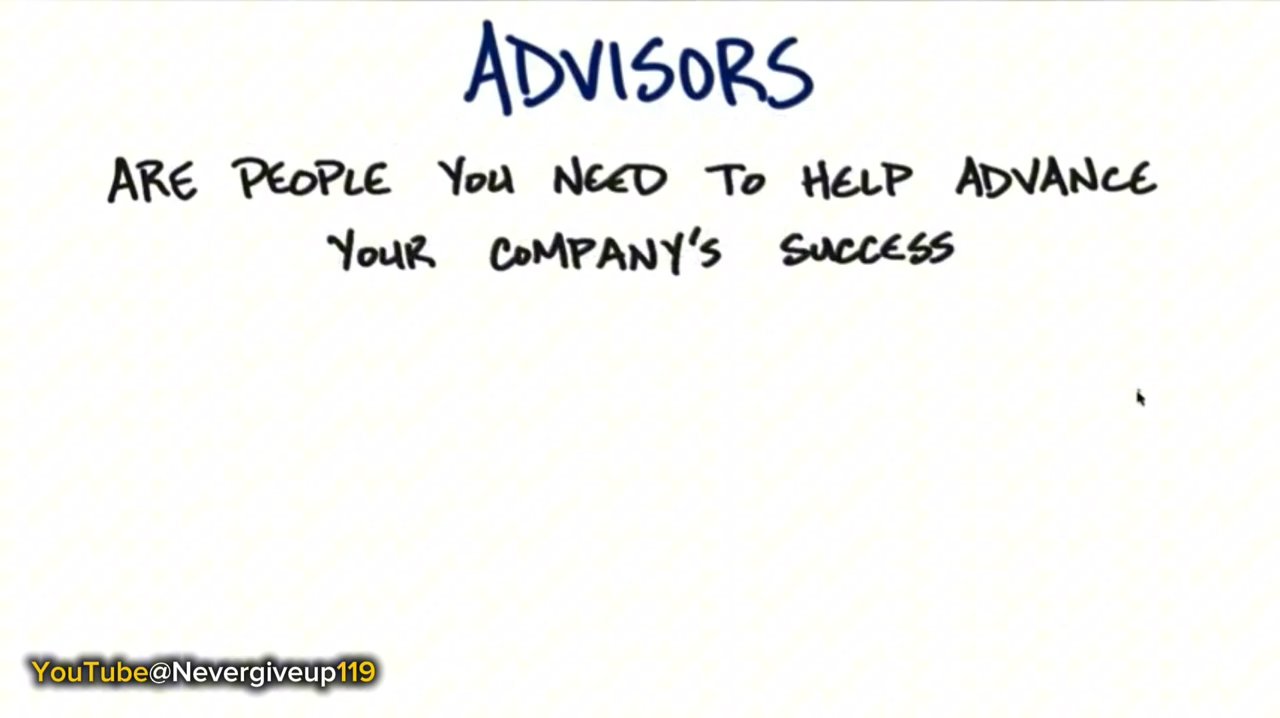 ADVISORS
ARE PEOPLE YOU NEED TO HELP ADVANCE
YOUR COMPANY'S SUCCESS
YouTube@Nevergiveup119